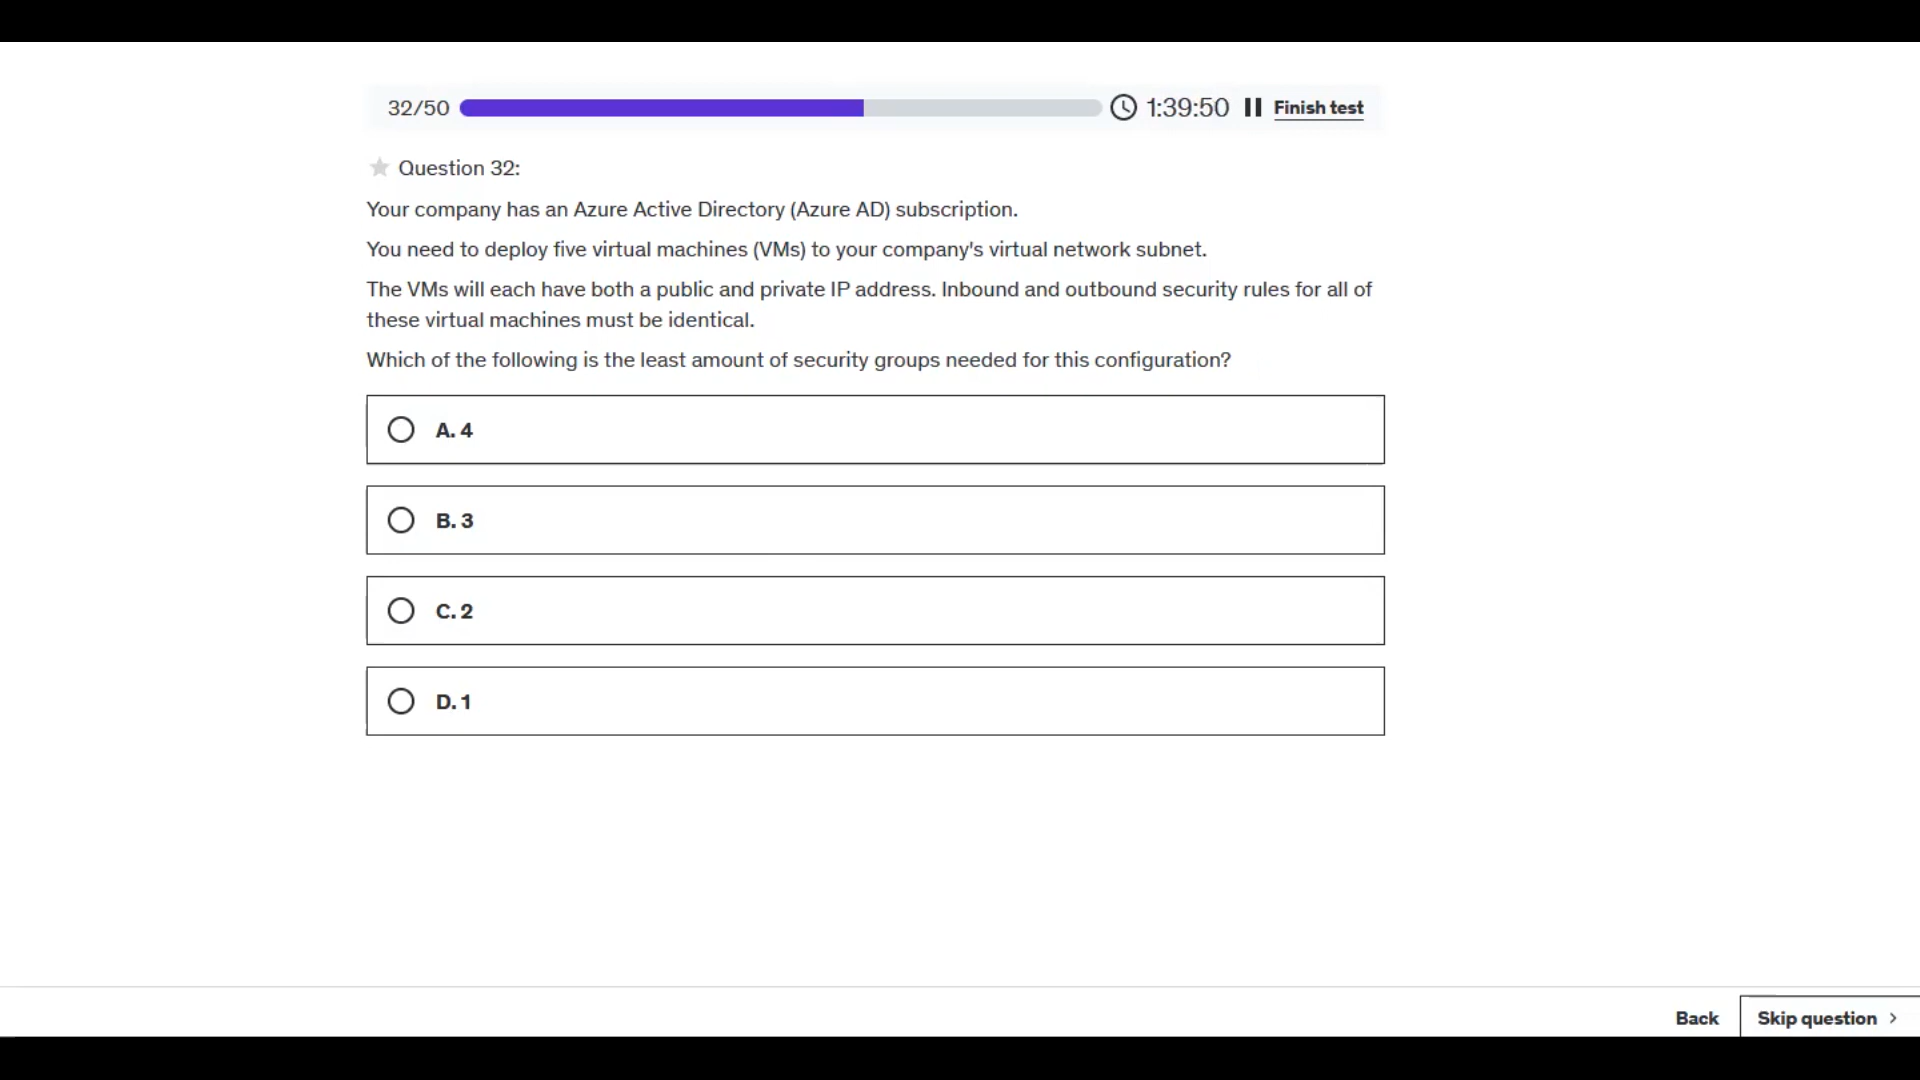 32/50
1:39:50
Finish test
Question 32:
Your company has an Azure Active Directory (Azure AD) subscription.
You need to deploy five virtual machines (VMs) to your company's virtual network subnet.
The VMs will each have both a public and private IP address. Inbound and outbound security rules for all of
these virtual machines must be identical.
Which of the following is the least amount of security groups needed for this configuration?
A. 4
B. 3
C. 2
D. 1
Back
Skip question